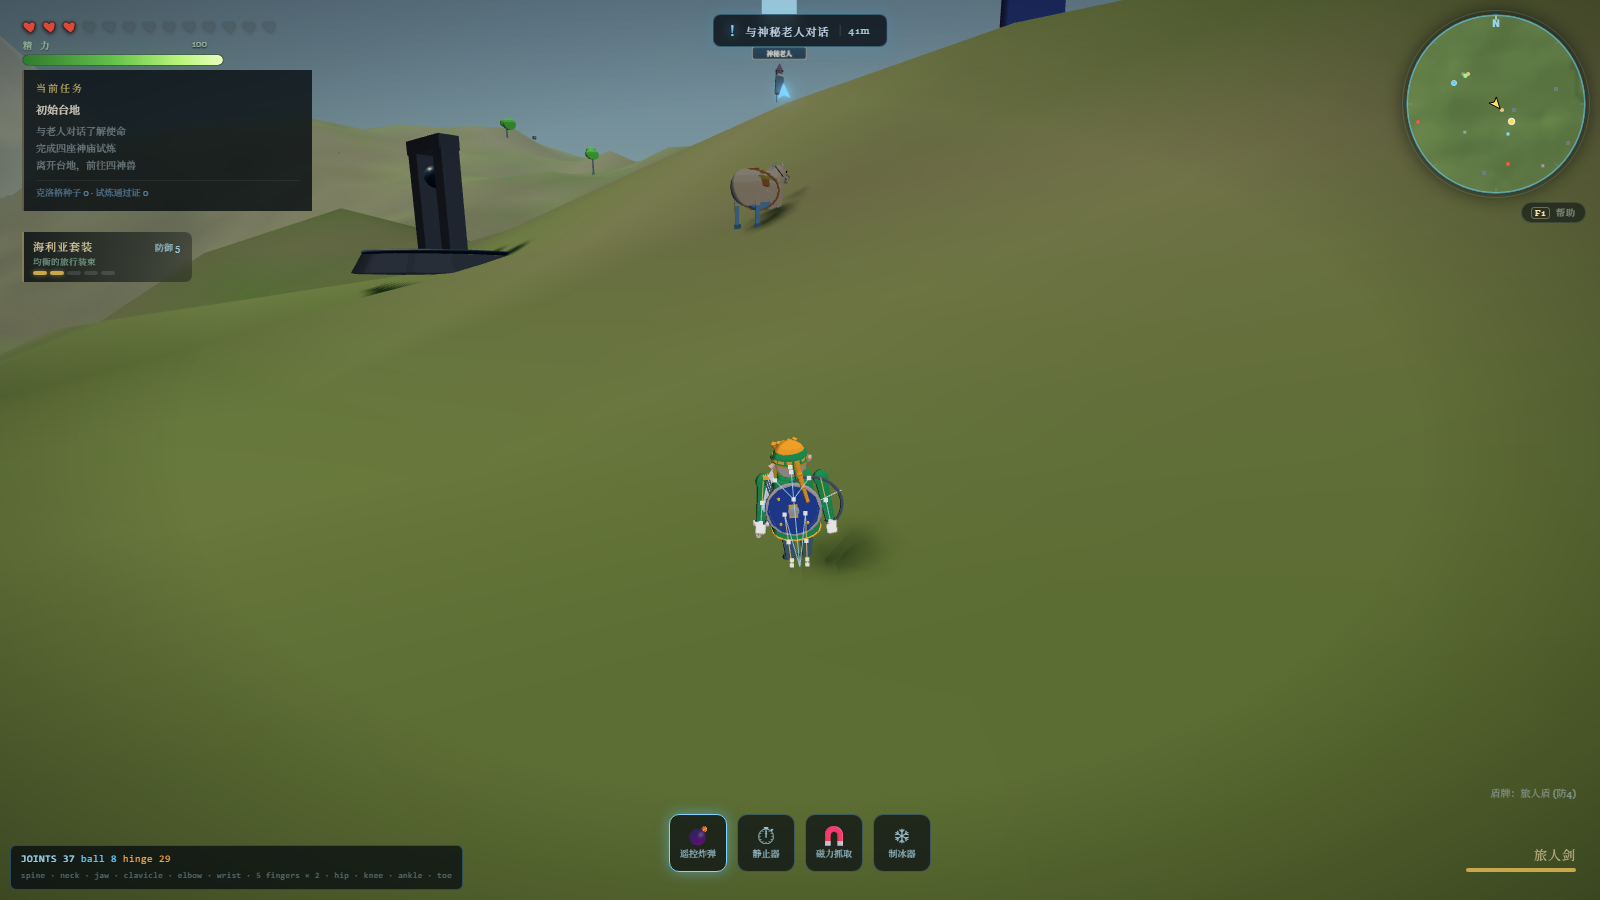 精 力
100
当前任务
初始台地
与老人对话了解使命
完成四座神庙试炼
离开台地，前往四神兽
克洛格种子 0 · 试炼通过证 0
海利亚套装
防御 5
均衡的旅行装束
! 与神秘老人对话 41m
神秘老人
N
F1 帮助
盾牌: 旅人盾 (防4)
旅人剑
遥控炸弹
静止器
磁力抓取
制冰器
JOINTS 37 ball 8 hinge 29
spine · neck · jaw · clavicle · elbow · wrist · 5 fingers × 2 · hip · knee · ankle · toe